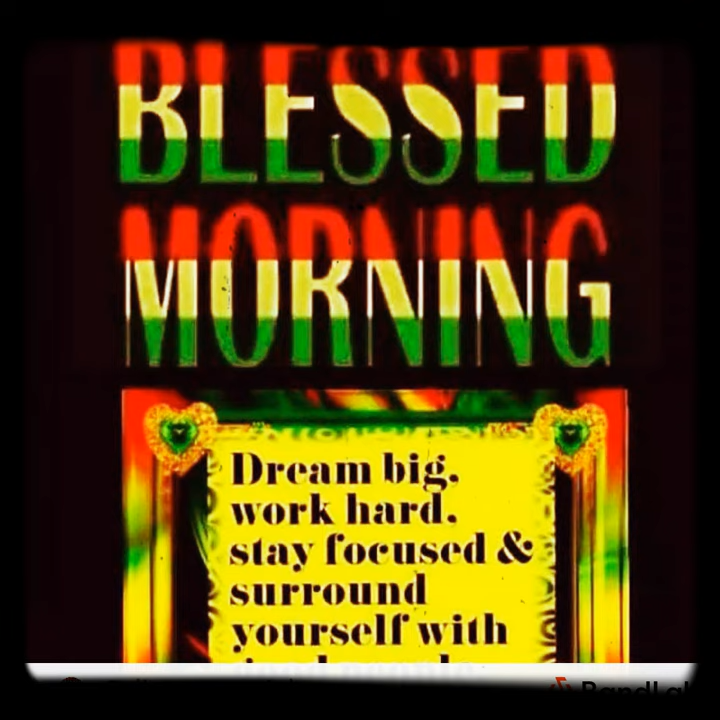 BLESSED
MORNING
Dream big,
work hard,
stay focused &
surround
yourself with